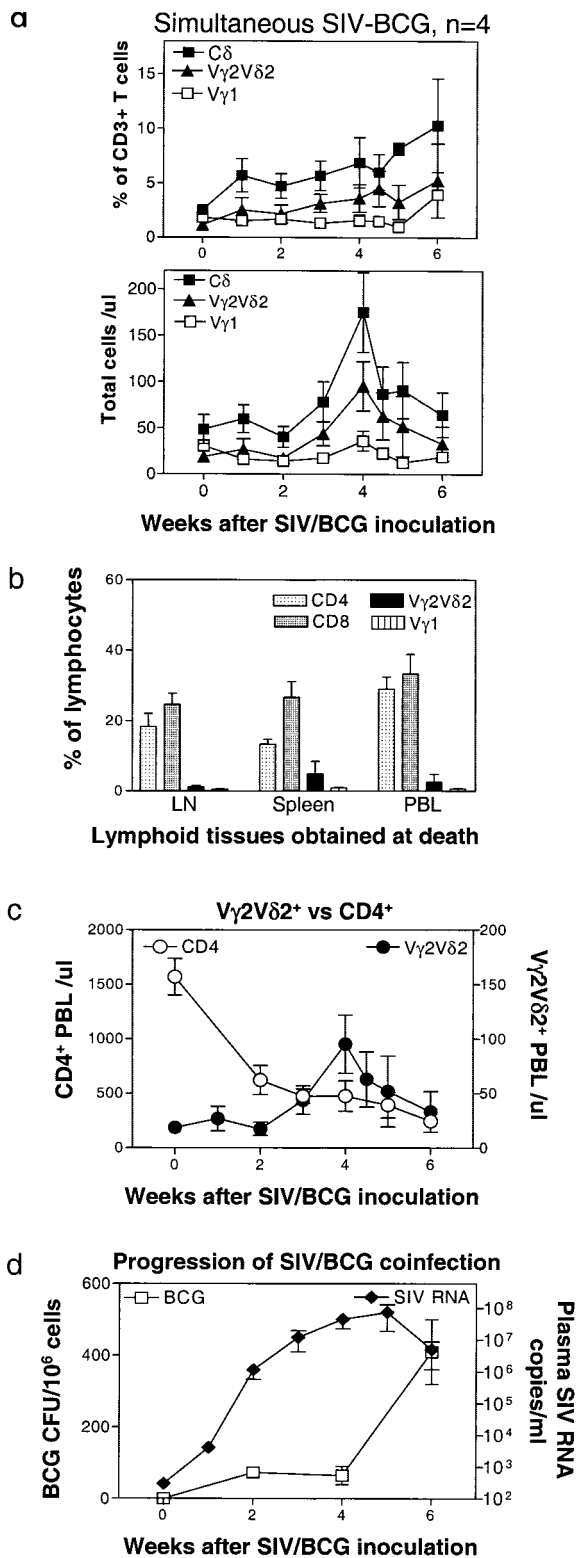 a
Simultaneous SIV-BCG, n=4
% of CD3+ T cells
15
10
5
0
Cδ
Vγ2Vδ2
Vγ1
0 2 4 6
Total cells /ul
200
150
100
50
0
Cδ
Vγ2Vδ2
Vγ1
0 2 4 6
Weeks after SIV/BCG inoculation
b
% of lymphocytes
60
40
20
0
CD4 Vγ2Vδ2
CD8 Vγ1
LN Spleen PBL
Lymphoid tissues obtained at death
c
Vγ2Vδ2⁺ vs CD4⁺
CD4⁺ PBL /ul
2000
1500
1000
500
0
CD4 Vγ2Vδ2
200
150
100
50
0
Vγ2Vδ2⁺ PBL /ul
0 2 4 6
Weeks after SIV/BCG inoculation
d
Progression of SIV/BCG coinfection
BCG CFU/10⁶ cells
600
400
200
0
BCG SIV RNA
10⁸
10⁷
10⁶
10⁵
10⁴
10³
10²
Plasma SIV RNA
copies/ml
0 2 4 6
Weeks after SIV/BCG inoculation